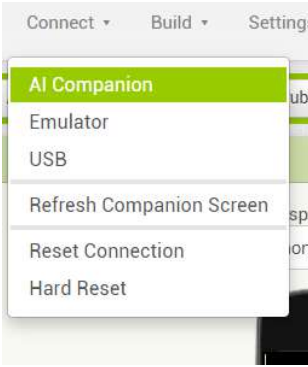 Connect Build Setting
AI Companion
Emulator
USB
Refresh Companion Screen
Reset Connection
Hard Reset